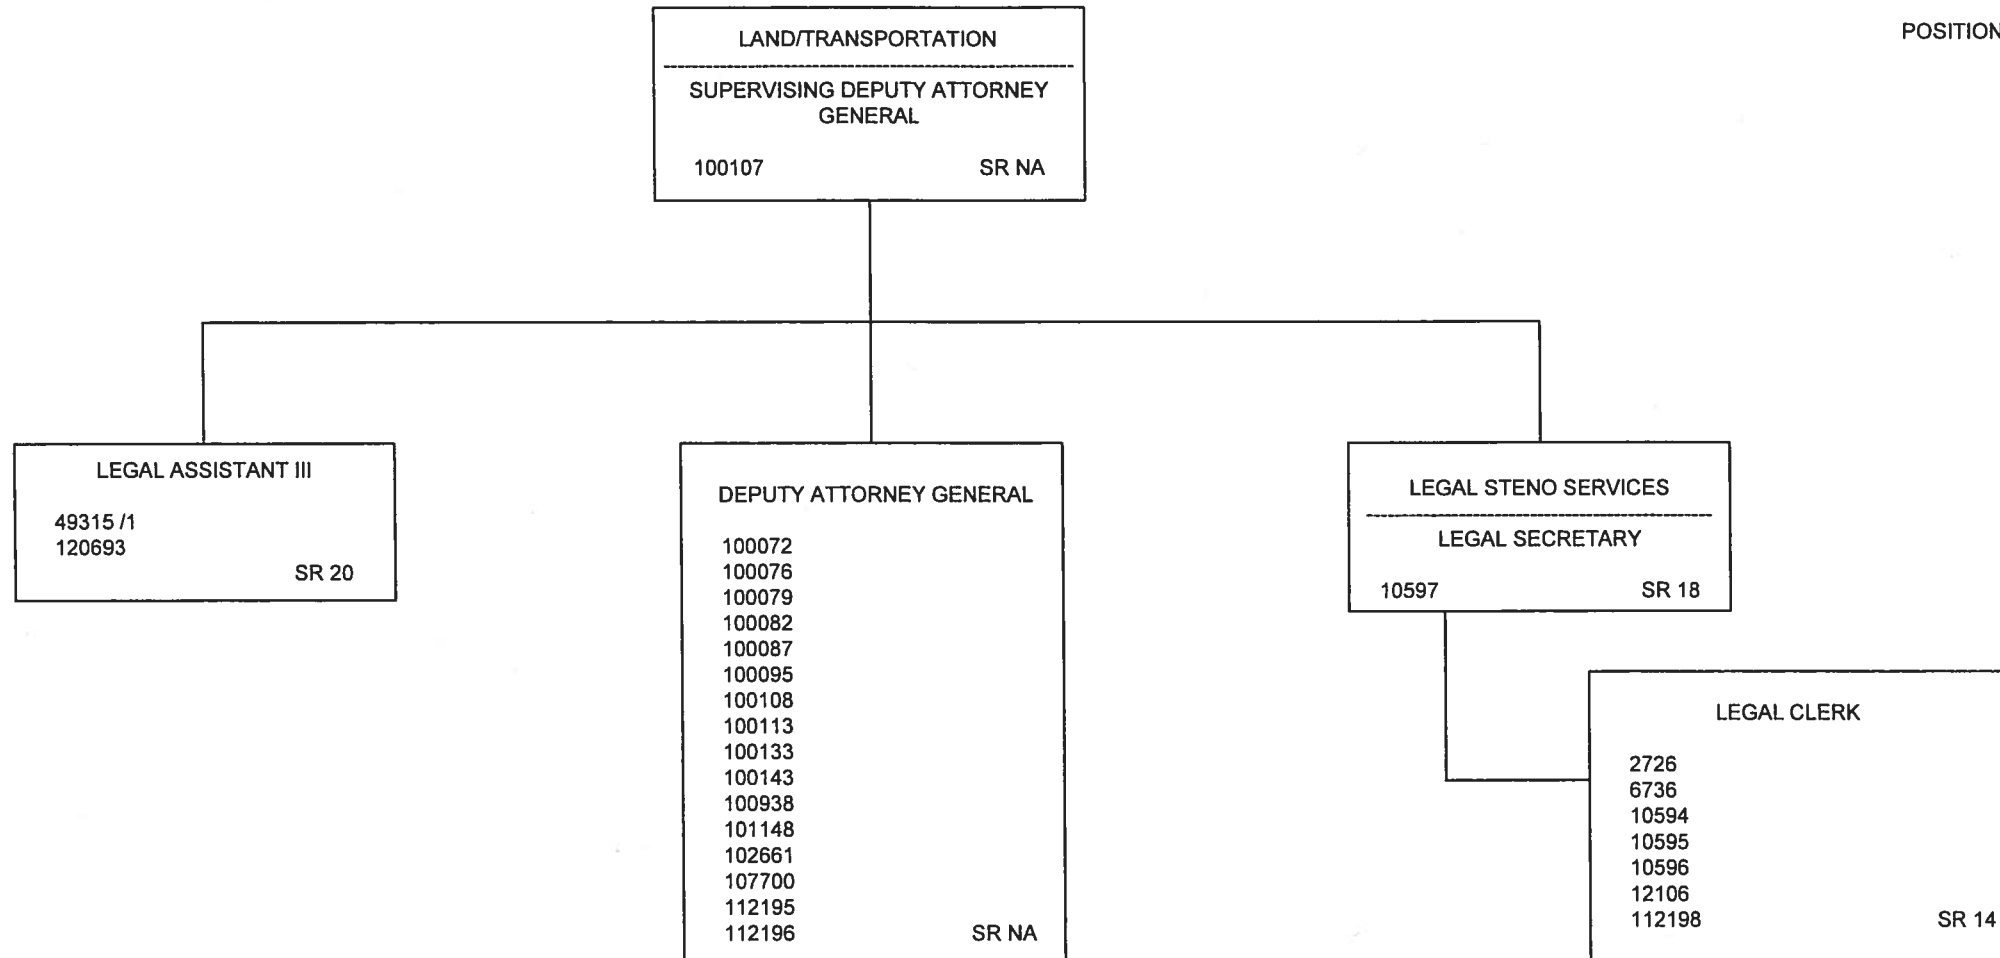 POSITION
LAND/TRANSPORTATION
SUPERVISING DEPUTY ATTORNEY
GENERAL
100107 SR NA
LEGAL ASSISTANT III
49315 /1
120693
SR 20
DEPUTY ATTORNEY GENERAL
100072
100076
100079
100082
100087
100095
100108
100113
100133
100143
100938
101148
102661
107700
112195
112196 SR NA
LEGAL STENO SERVICES
LEGAL SECRETARY
10597 SR 18
LEGAL CLERK
2726
6736
10594
10595
10596
12106
112198 SR 14